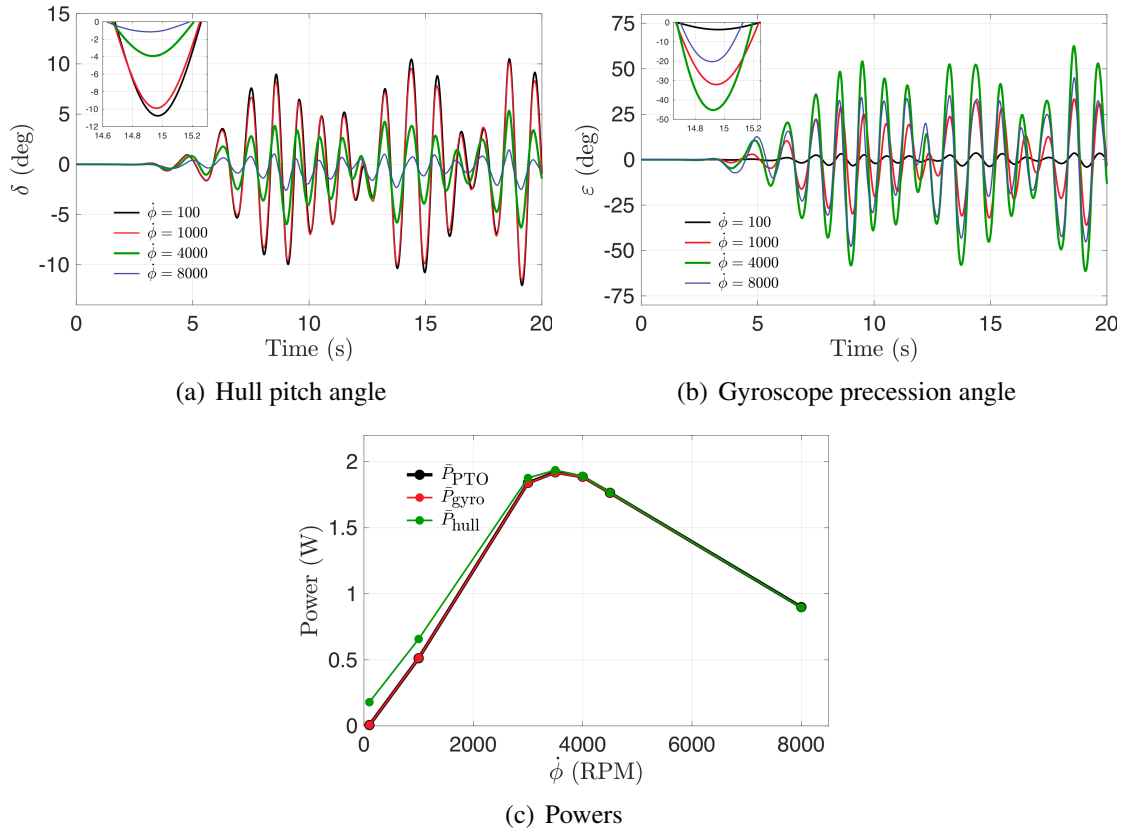 0
-2
-4
-6
-8
-10
-12
14.6 14.8 15 15.2
10
5
0
-5
-10
δ (deg)
ϕ̇ = 100
ϕ̇ = 1000
ϕ̇ = 4000
ϕ̇ = 8000
0 5 10 15 20
Time (s)
(a) Hull pitch angle
0
-10
-20
-30
-40
-50
14.8 15 15.2
75
50
25
0
-25
-50
-75
ε (deg)
ϕ̇ = 100
ϕ̇ = 1000
ϕ̇ = 4000
ϕ̇ = 8000
0 5 10 15 20
Time (s)
(b) Gyroscope precession angle
2
1.5
1
0.5
0
Power (W)
P̄PTO
P̄gyro
P̄hull
0 2000 4000 6000 8000
ϕ̇ (RPM)
(c) Powers